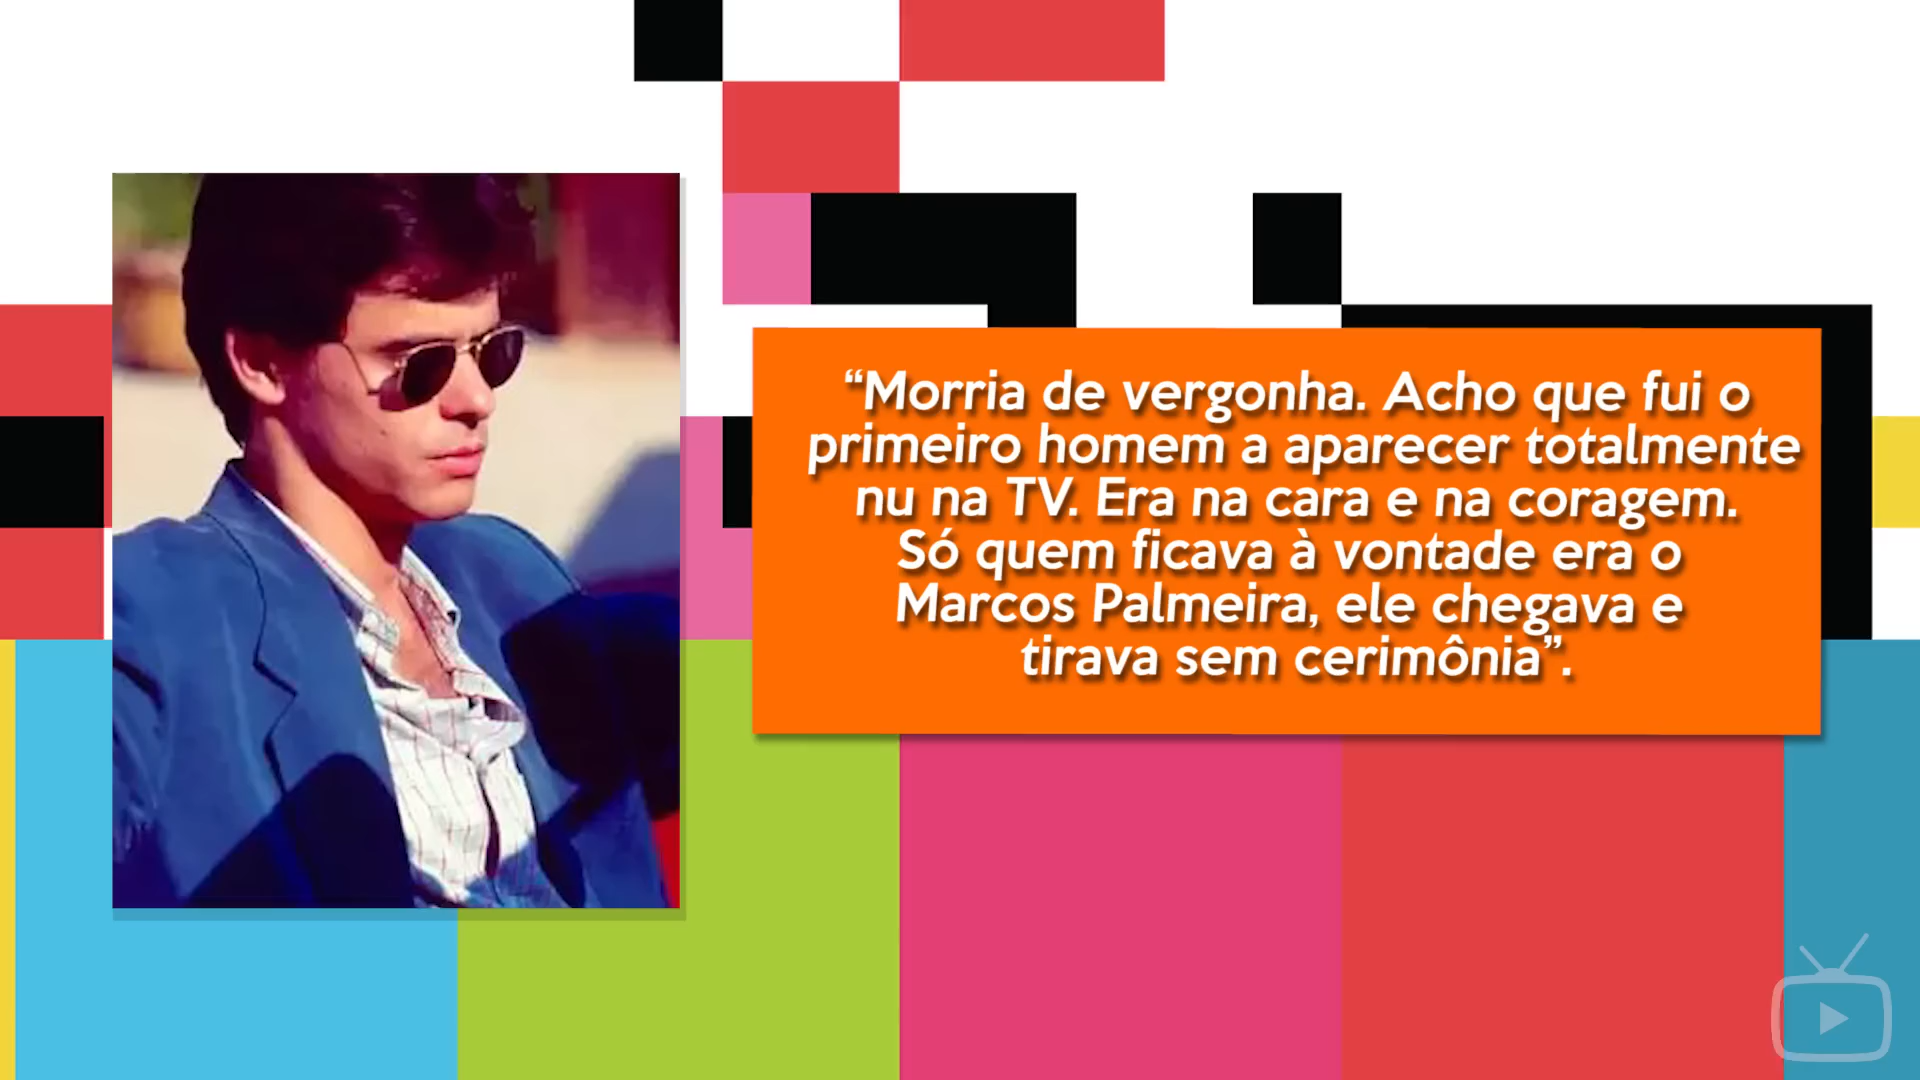 “Morria de vergonha. Acho que fui o
primeiro homem a aparecer totalmente
nu na TV. Era na cara e na coragem.
Só quem ficava à vontade era o
Marcos Palmeira, ele chegava e
tirava sem cerimônia”.